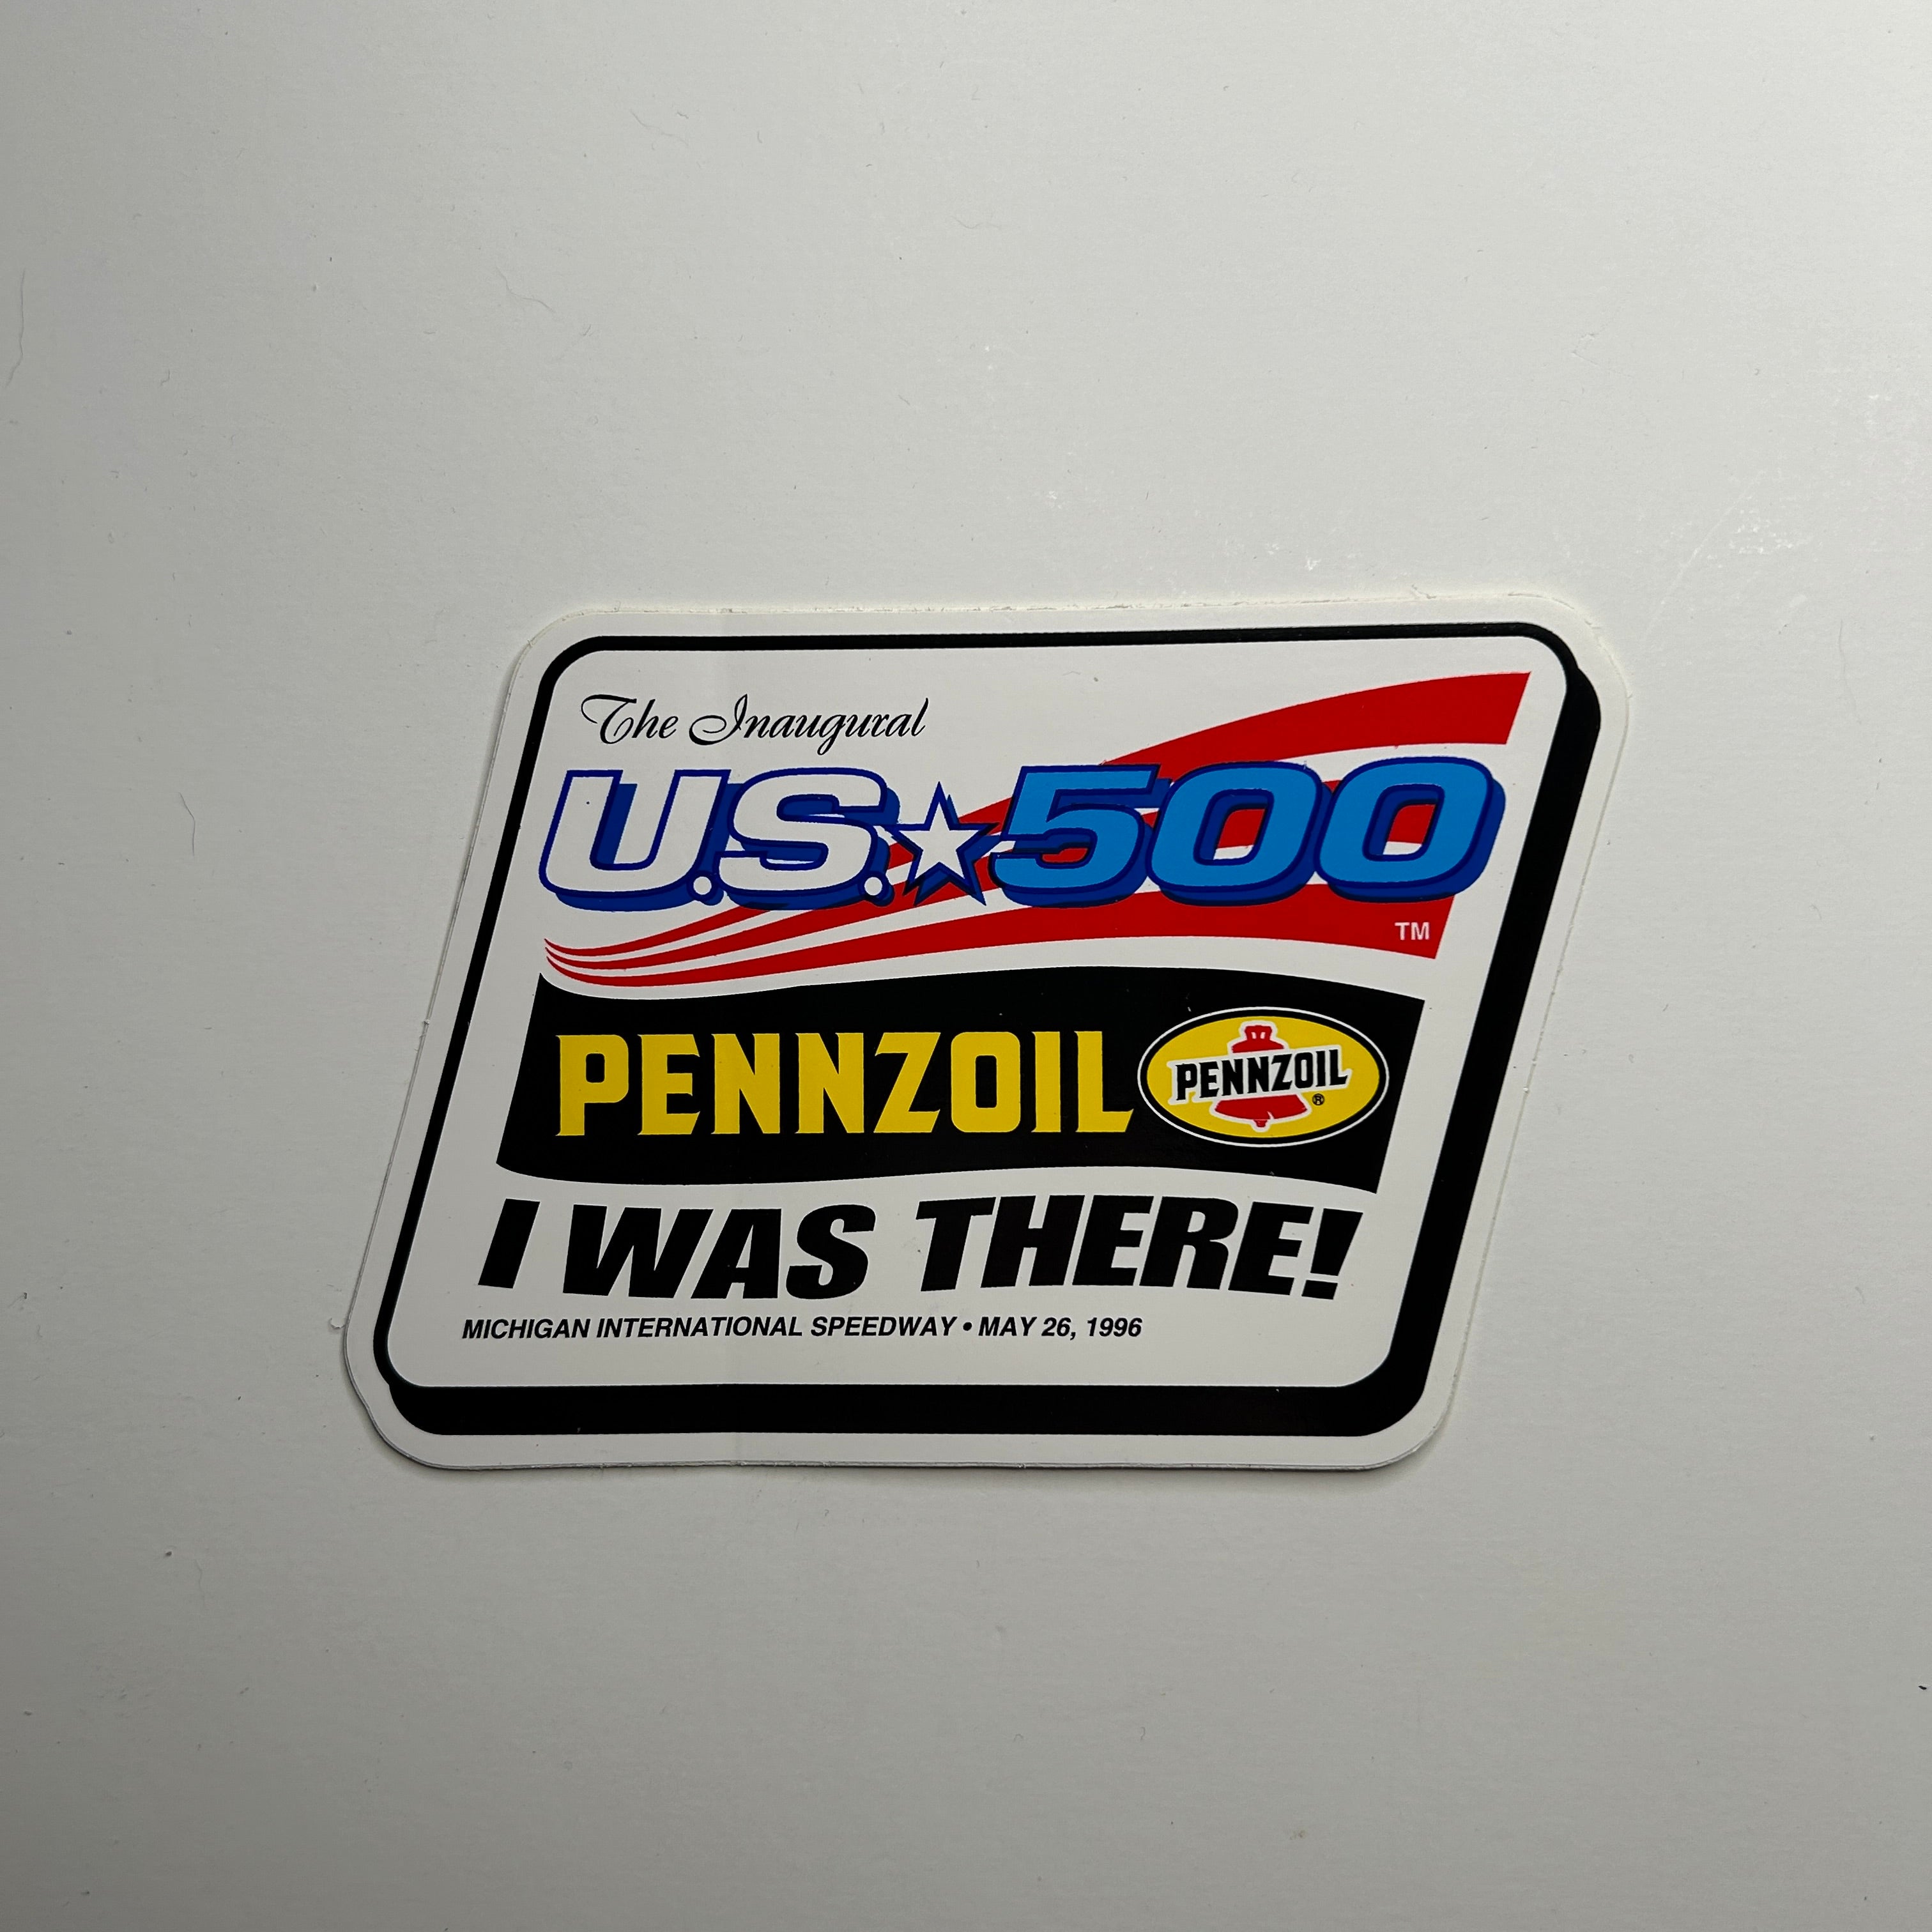 The Inaugural
U.S.★500
TM
PENNZOIL
PENNZOIL®
I WAS THERE!
MICHIGAN INTERNATIONAL SPEEDWAY • MAY 26, 1996